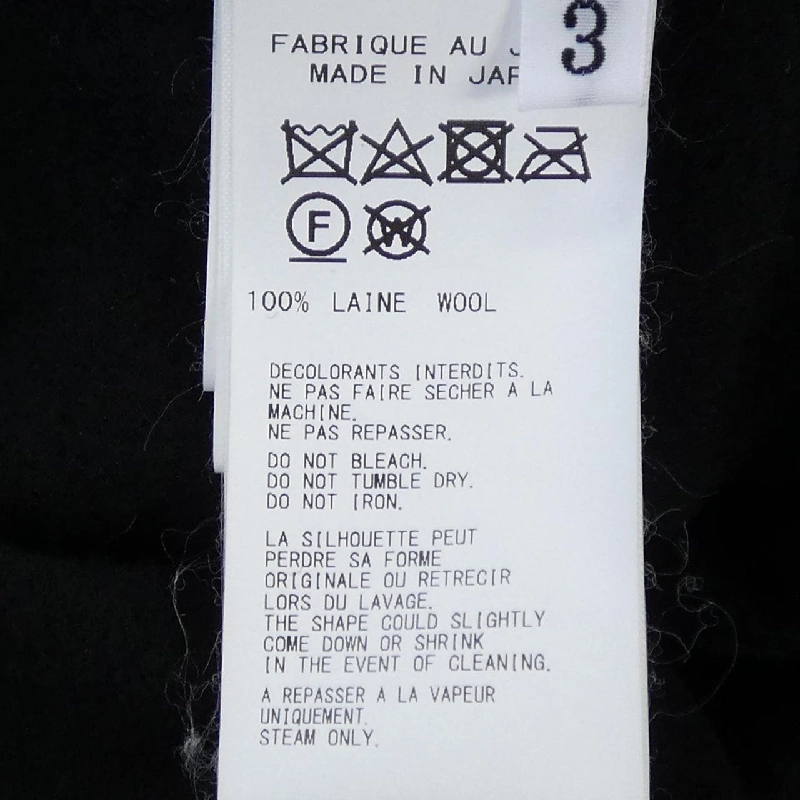 3
FABRIQUE AU
MADE IN
F
W
100% LAINE WOOL
DECOLORANTS INTERDITS.
NE PAS FAIRE SECHER A LA
MACHINE.
NE PAS REPASSER.
DO NOT BLEACH.
DO NOT TUMBLE DRY.
DO NOT IRON.
LA SILHOUETTE PEUT
PERDRE SA FORME
ORIGINALE OU RETRECIR
LORS DU LAVAGE.
THE SHAPE COULD SLIGHTLY
COME DOWN OR SHRINK
IN THE EVENT OF CLEANING.
A REPASSER A LA VAPEUR
UNIQUEMENT.
STEAM ONLY.